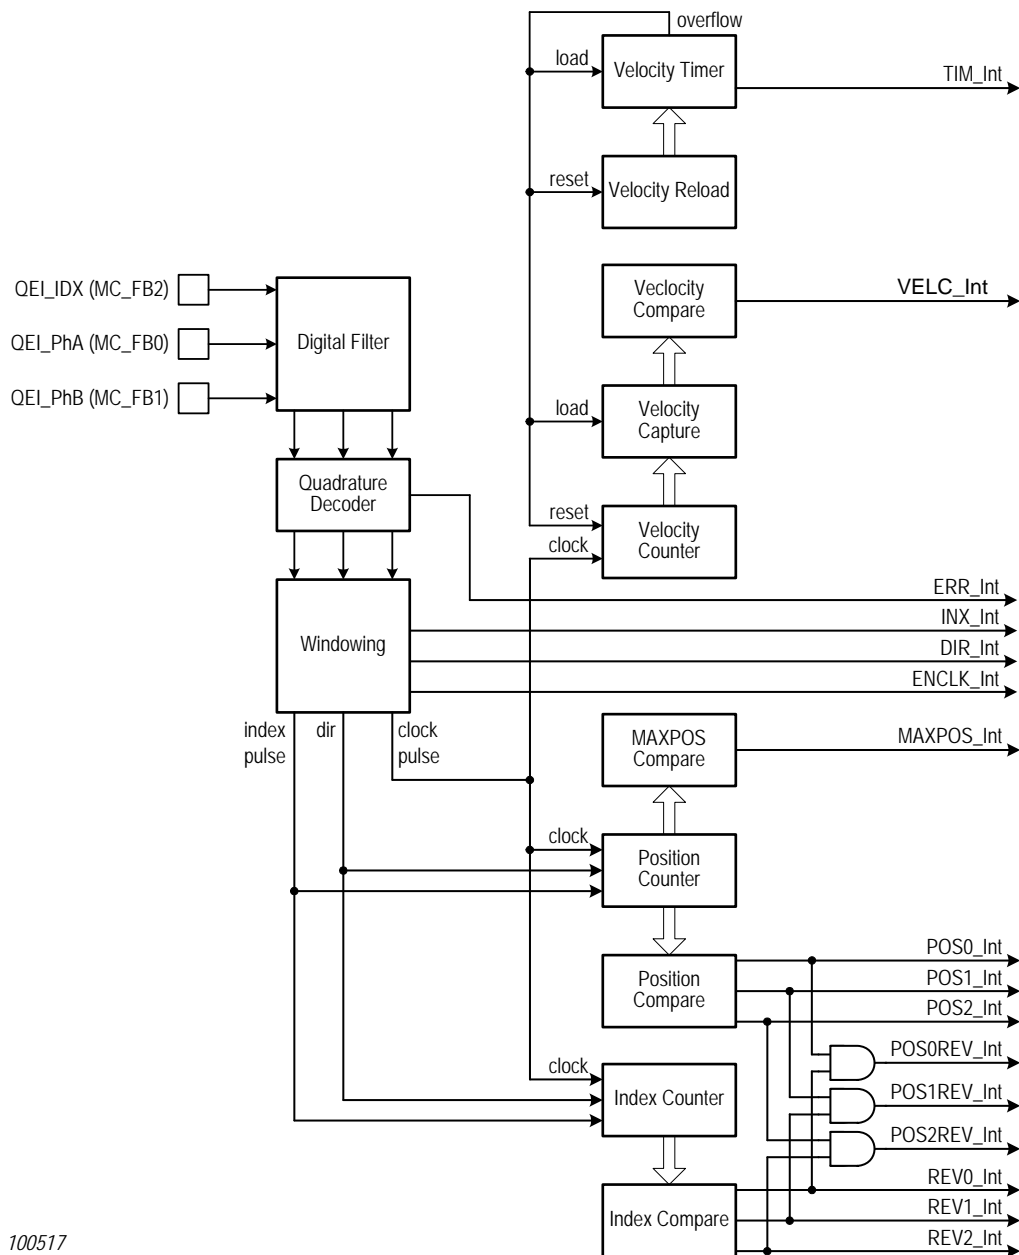 overflow
load
Velocity Timer
TIM_Int
reset
Velocity Reload
QEI_IDX (MC_FB2)
QEI_PhA (MC_FB0)
QEI_PhB (MC_FB1)
Digital Filter
Veclocity
Compare
VELC_Int
load
Velocity
Capture
Quadrature
Decoder
reset
clock
Velocity
Counter
ERR_Int
INX_Int
DIR_Int
ENCLK_Int
Windowing
index
pulse
dir
clock
pulse
MAXPOS
Compare
MAXPOS_Int
clock
Position
Counter
Position
Compare
POS0_Int
POS1_Int
POS2_Int
POS0REV_Int
POS1REV_Int
POS2REV_Int
clock
Index Counter
Index Compare
REV0_Int
REV1_Int
REV2_Int
100517